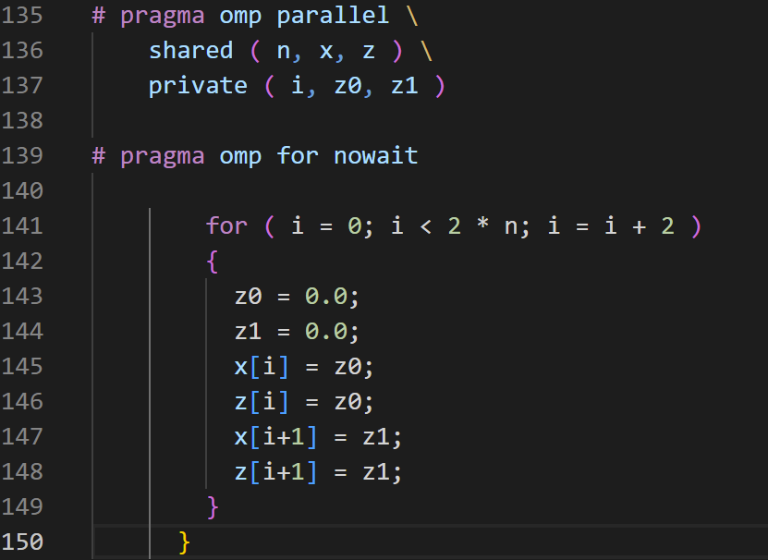 135 # pragma omp parallel \
136 shared ( n, x, z ) \
137 private ( i, z0, z1 )
138
139 # pragma omp for nowait
140
141 for ( i = 0; i < 2 * n; i = i + 2 )
142 {
143 z0 = 0.0;
144 z1 = 0.0;
145 x[i] = z0;
146 z[i] = z0;
147 x[i+1] = z1;
148 z[i+1] = z1;
149 }
150 }